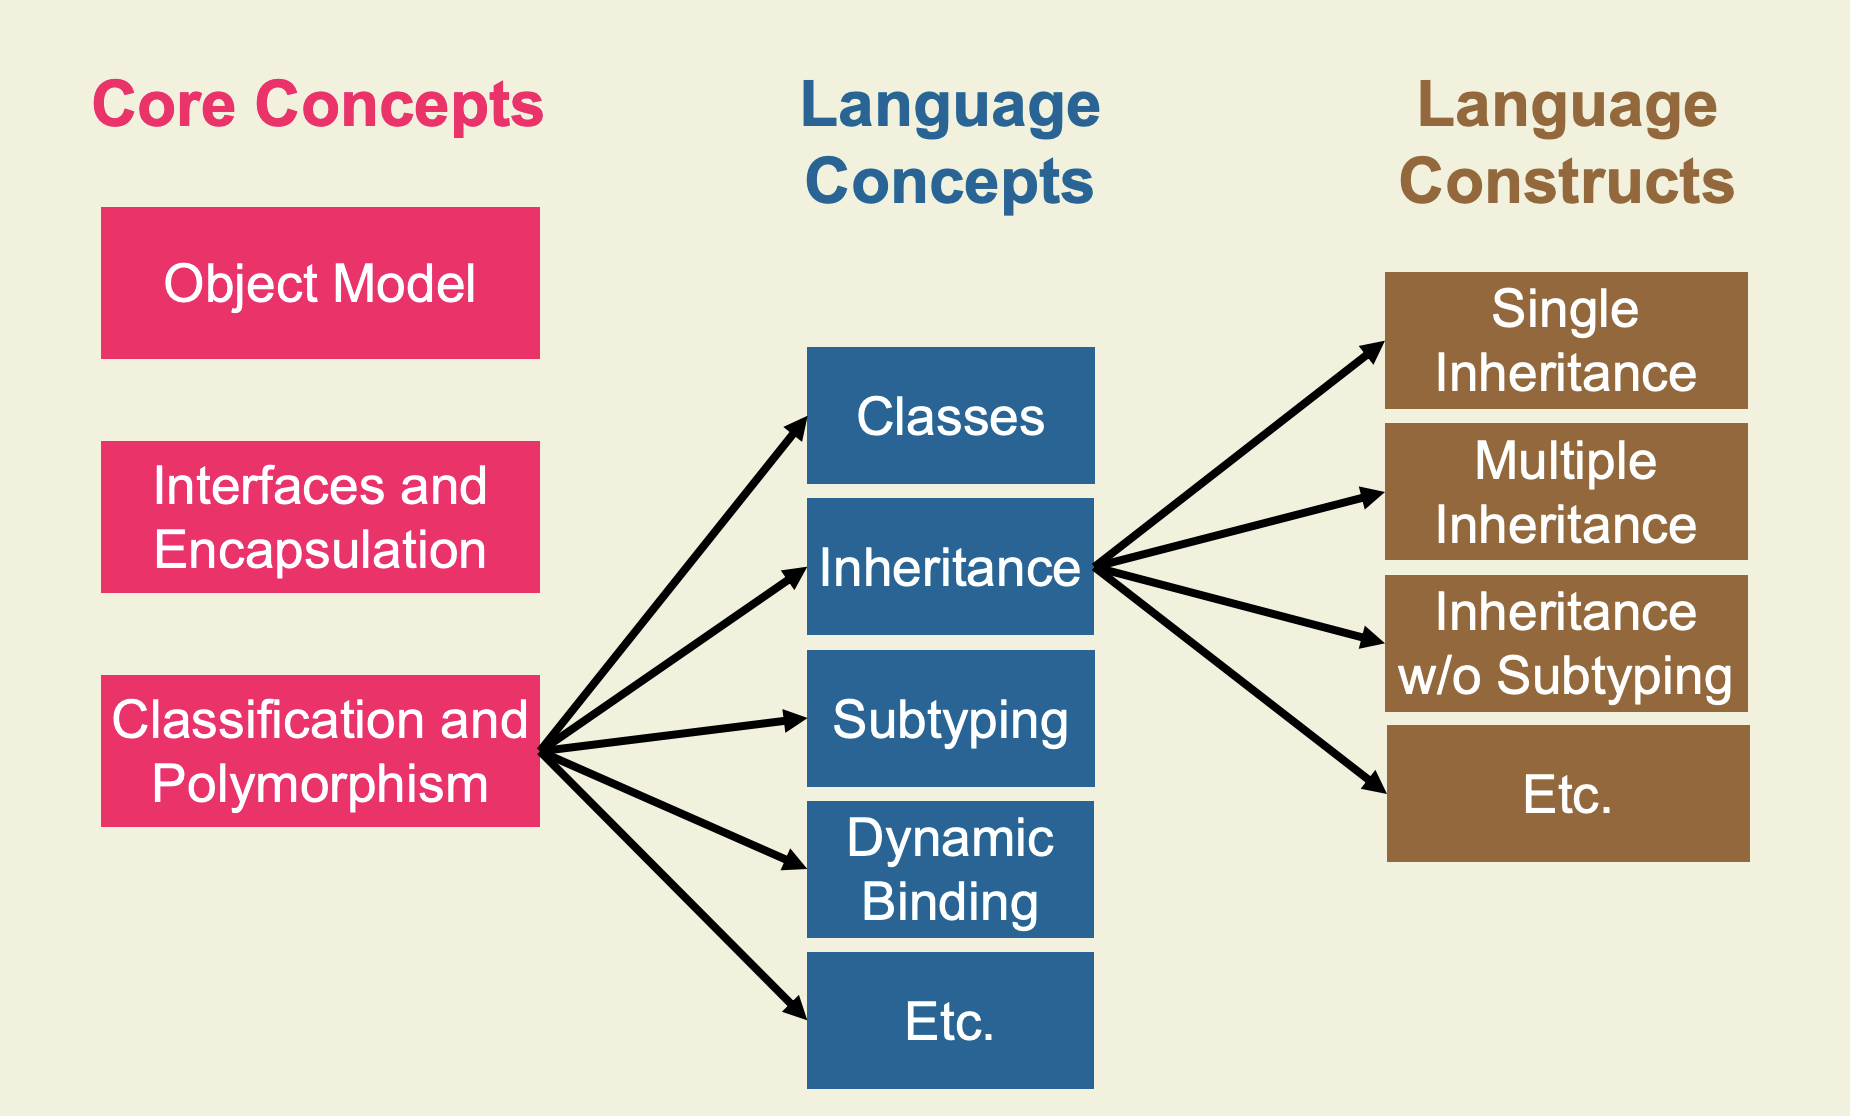 Core Concepts
Object Model
Interfaces and
Encapsulation
Classification and
Polymorphism
Language
Concepts
Classes
Inheritance
Subtyping
Dynamic
Binding
Etc.
Language
Constructs
Single
Inheritance
Multiple
Inheritance
Inheritance
w/o Subtyping
Etc.